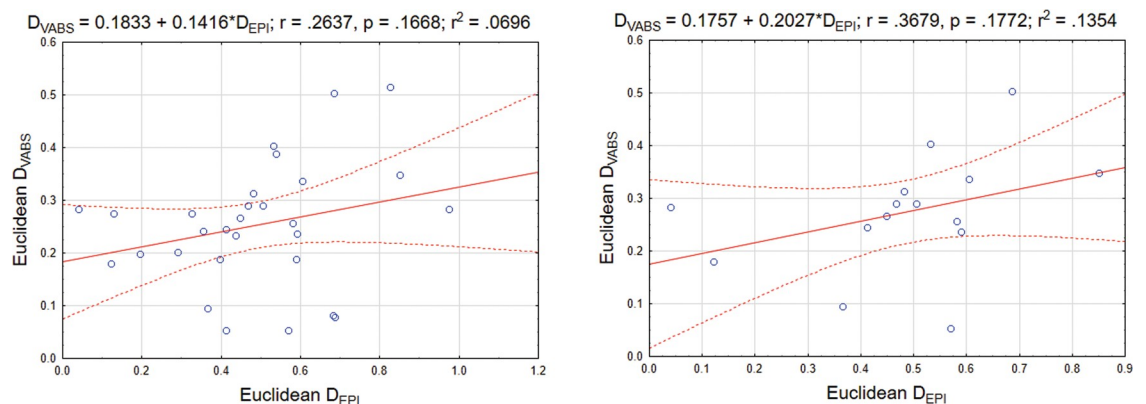 D_VABS = 0.1833 + 0.1416*D_EPI; r = .2637, p = .1668; r² = .0696
0.6
0.5
0.4
0.3
0.2
0.1
0.0
Euclidean D_VABS
0.0 0.2 0.4 0.6 0.8 1.0 1.2
Euclidean D_EPI
D_VABS = 0.1757 + 0.2027*D_EPI; r = .3679, p = .1772; r² = .1354
0.6
0.5
0.4
0.3
0.2
0.1
0.0
Euclidean D_VABS
0.0 0.1 0.2 0.3 0.4 0.5 0.6 0.7 0.8 0.9
Euclidean D_EPI